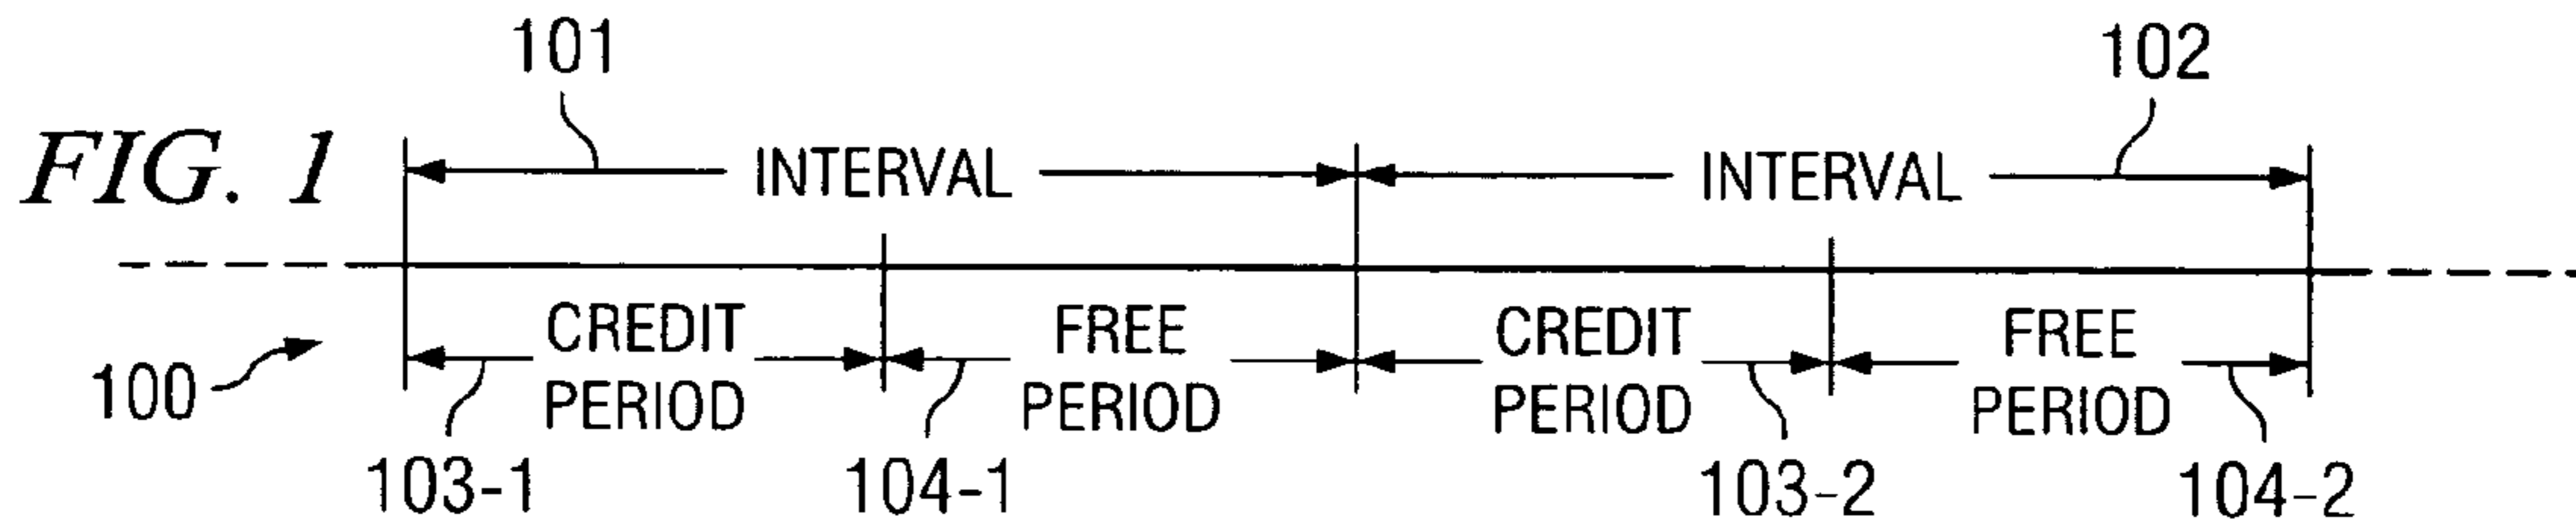 101
102
FIG. 1
INTERVAL
INTERVAL
CREDIT
PERIOD
FREE
PERIOD
CREDIT
PERIOD
FREE
PERIOD
100
103-1
104-1
103-2
104-2